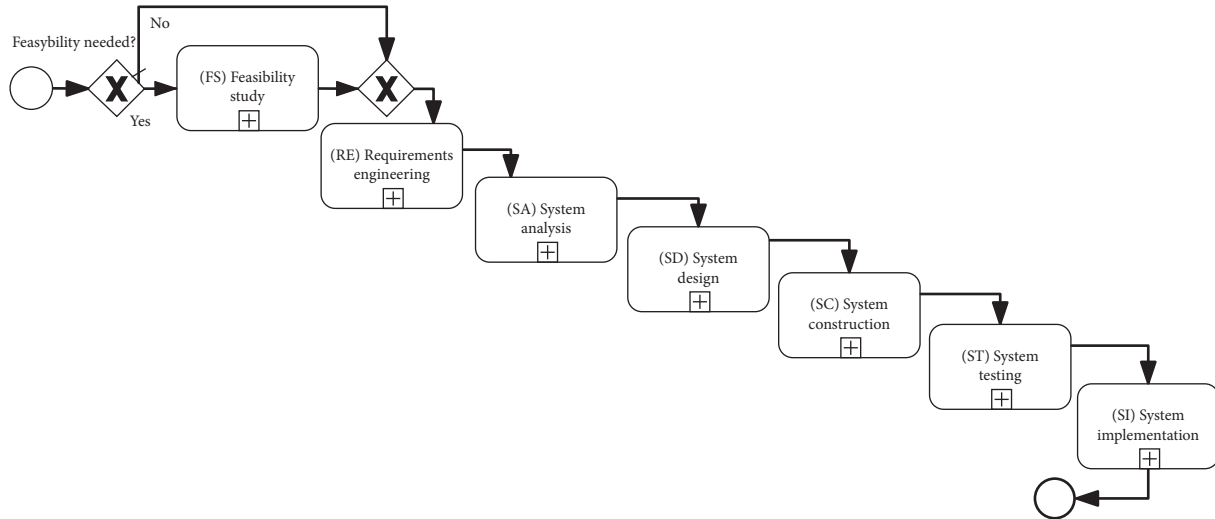 No
Feasybility needed?
(FS) Feasibility
study
Yes
(RE) Requirements
engineering
(SA) System
analysis
(SD) System
design
(SC) System
construction
(ST) System
testing
(SI) System
implementation